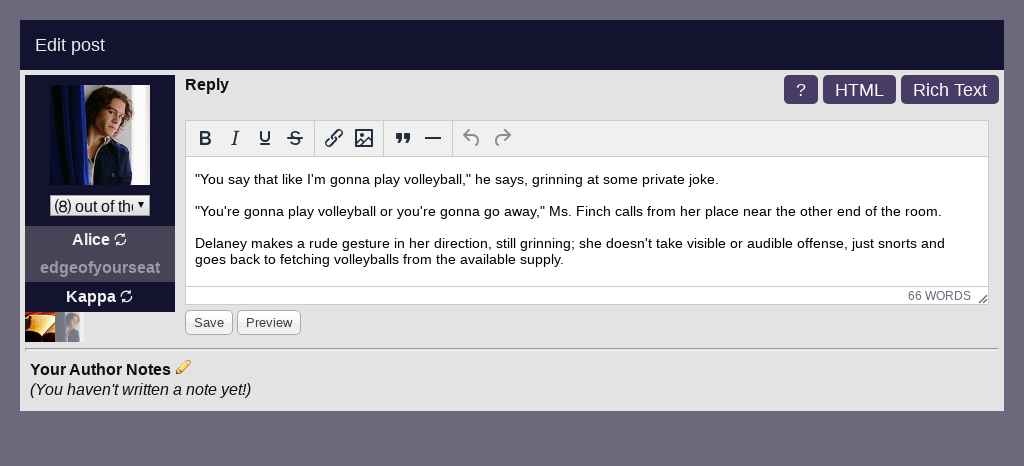 Edit post
Reply
?
HTML
Rich Text
(8) out of the
Alice
edgeofyourseat
Kappa
B I U S
"You say that like I'm gonna play volleyball," he says, grinning at some private joke.
"You're gonna play volleyball or you're gonna go away," Ms. Finch calls from her place near the other end of the room.
Delaney makes a rude gesture in her direction, still grinning; she doesn't take visible or audible offense, just snorts and
goes back to fetching volleyballs from the available supply.
66 WORDS
Save
Preview
Your Author Notes
(You haven't written a note yet!)